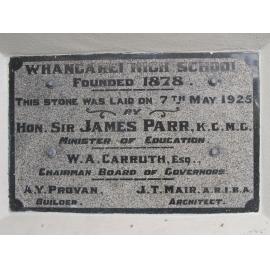 WHANGAREI HIGH SCHOOL
FOUNDED 1878.
THIS STONE WAS LAID ON 7TH MAY 1925
BY
HON. SIR JAMES PARR, K.C.M.G.
MINISTER OF EDUCATION.
W.A. CARRUTH, ESQ.,
CHAIRMAN BOARD OF GOVERNORS.
A.Y. PROVAN, J.T. MAIR, A.R.I.B.A.
BUILDER. ARCHITECT.